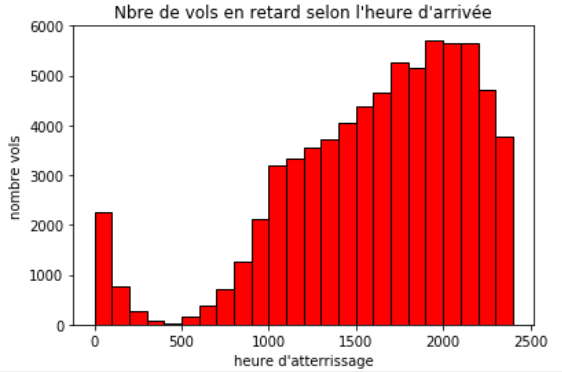 Nbre de vols en retard selon l'heure d'arrivée
6000
5000
4000
3000
2000
1000
0
nombre vols
0 500 1000 1500 2000 2500
heure d'atterrissage